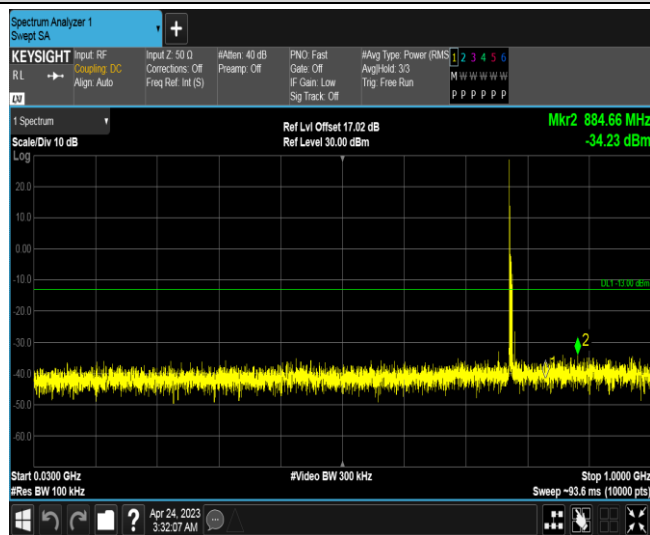 Spectrum Analyzer 1
Swept SA
+
KEYSIGHT
RL
LXI
Input: RF
Coupling: DC
Align: Auto
Input Z: 50 Ω
Corrections: Off
Freq Ref: Int (S)
#Atten: 40 dB
Preamp: Off
PNO: Fast
Gate: Off
IF Gain: Low
Sig Track: Off
#Avg Type: Power (RMS
Avg|Hold: 3/3
Trig: Free Run
1 2 3 4 5 6
M W W W W W
P P P P P P
1 Spectrum
Scale/Div 10 dB
Log
Ref Lvl Offset 17.02 dB
Ref Level 30.00 dBm
Mkr2 884.66 MHz
-34.23 dBm
20.0
10.0
0.00
-10.0
DL1 -13.00 dBm
-20.0
-30.0
2
1
-40.0
-50.0
-60.0
Start 0.0300 GHz
#Video BW 300 kHz
Stop 1.0000 GHz
#Res BW 100 kHz
Sweep ~93.6 ms (10000 pts)
?
Apr 24, 2023
3:32:07 AM